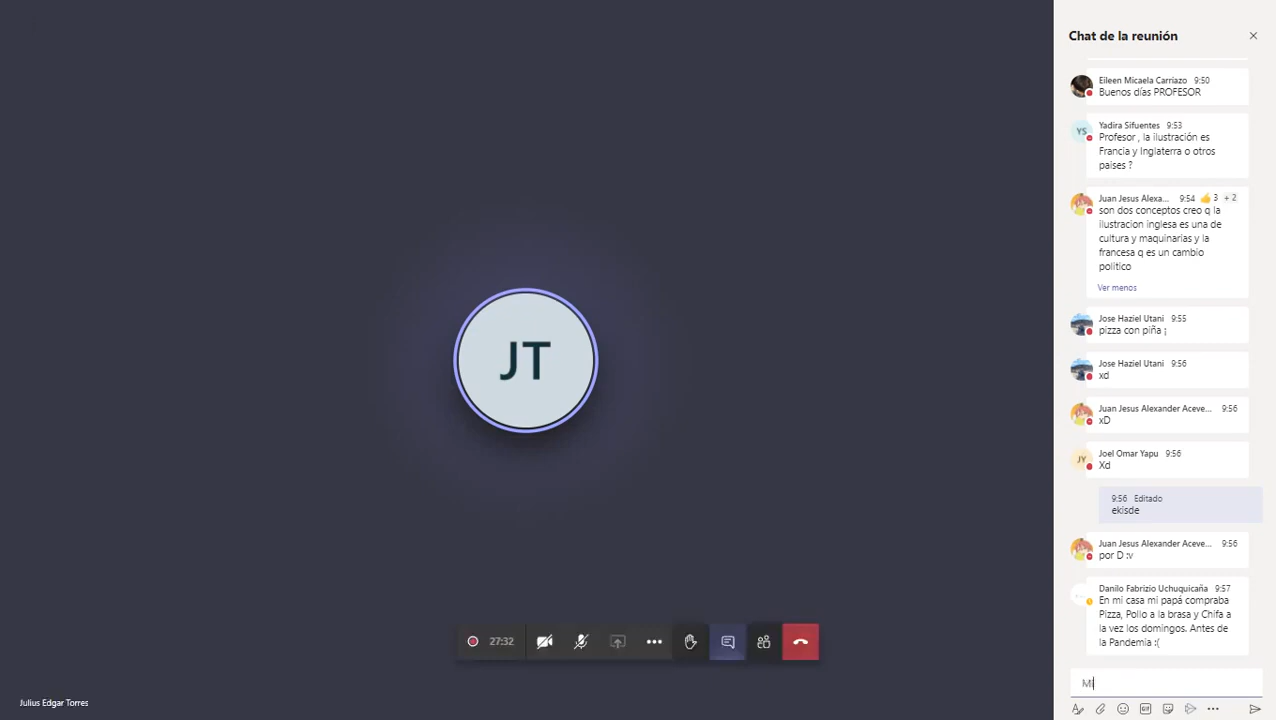 Chat de la reunión
Eileen Micaela Carriazo 9:50
Buenos días PROFESOR
YS
Yadira Sifuentes 9:53
Profesor , la ilustración es
Francia y Inglaterra o otros
paises ?
Juan Jesus Alexa... 9:54 3 +2
son dos conceptos creo q la
ilustracion inglesa es una de
cultura y maquinarias y la
francesa q es un cambio
politico
Ver menos
Jose Haziel Utani 9:55
pizza con piña ;
Jose Haziel Utani 9:56
xd
Juan Jesus Alexander Aceve... 9:56
xD
JY
Joel Omar Yapu 9:56
Xd
9:56 Editado
ekisde
Juan Jesus Alexander Aceve... 9:56
por D :v
Danilo Fabrizio Uchuquicaña 9:57
En mi casa mi papá compraba
Pizza, Pollo a la brasa y Chifa a
la vez los domingos. Antes de
la Pandemia :(
Mi
GIF
JT
27:32
Julius Edgar Torres